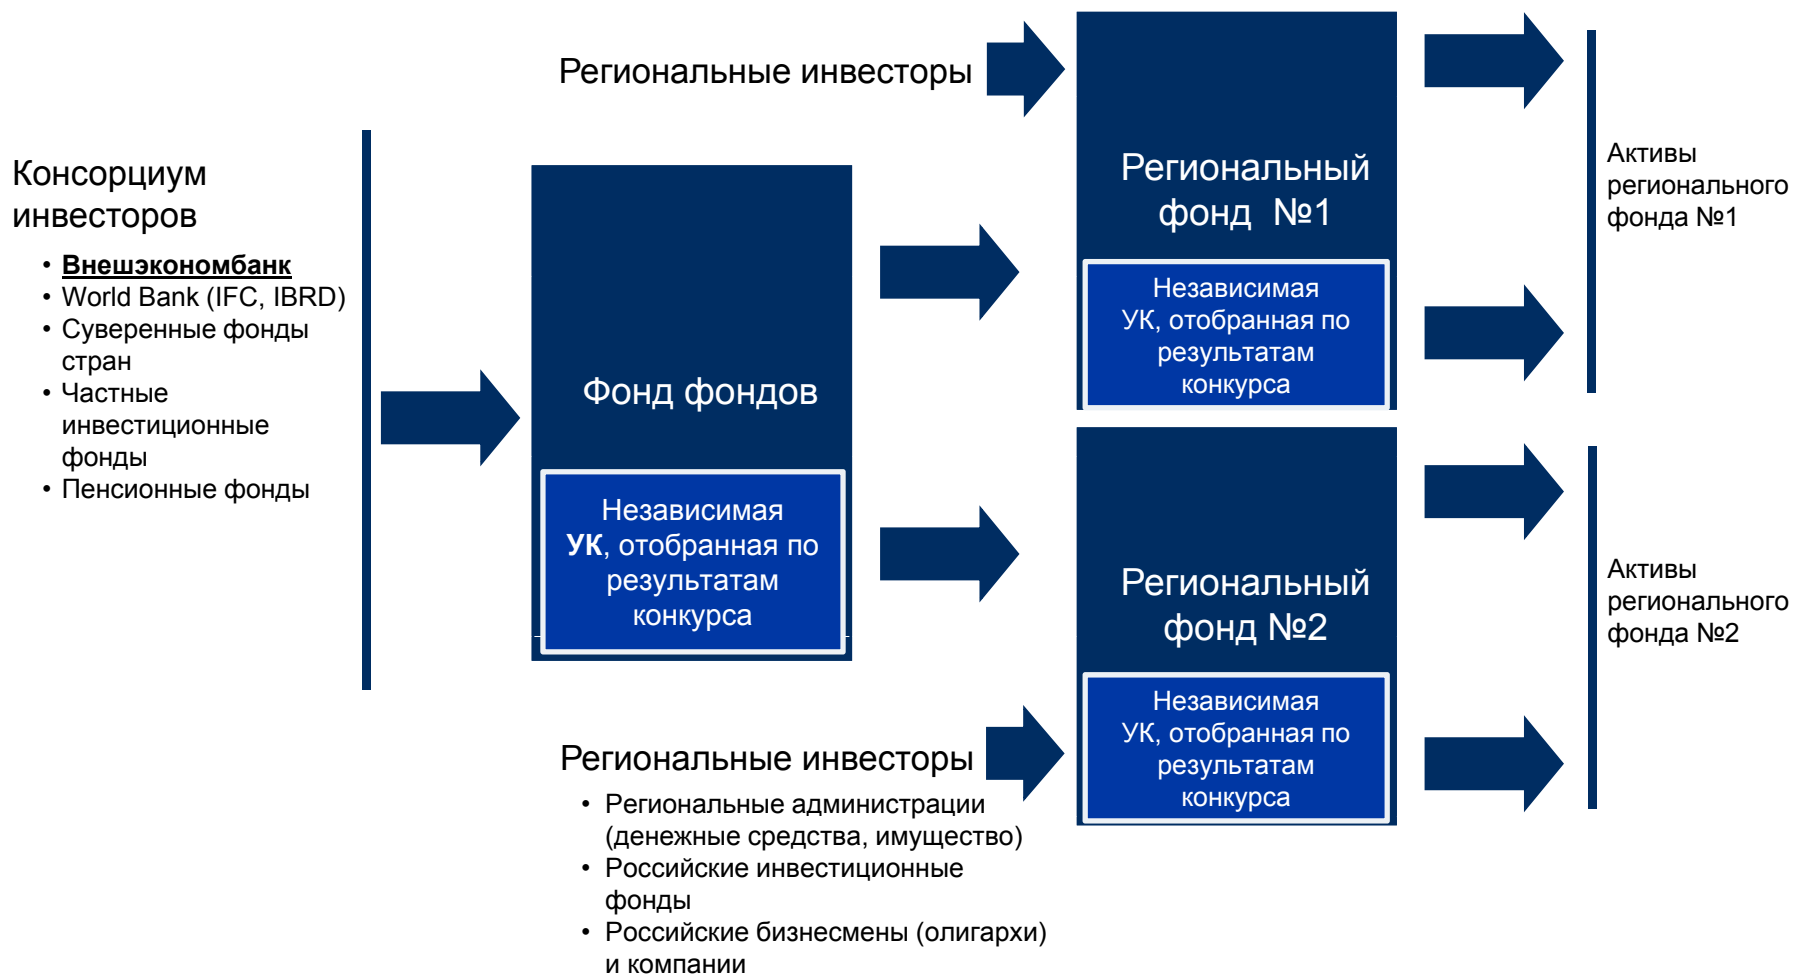 Региональные инвесторы
Консорциум
инвесторов
• Внешэкономбанк
• World Bank (IFC, IBRD)
• Суверенные фонды
стран
• Частные
инвестиционные
фонды
• Пенсионные фонды
Фонд фондов
Независимая
УК, отобранная по
результатам
конкурса
Региональный
фонд №1
Независимая
УК, отобранная по
результатам
конкурса
Активы
регионального
фонда №1
Региональный
фонд №2
Независимая
УК, отобранная по
результатам
конкурса
Активы
регионального
фонда №2
Региональные инвесторы
• Региональные администрации
(денежные средства, имущество)
• Российские инвестиционные
фонды
• Российские бизнесмены (олигархи)
и компании